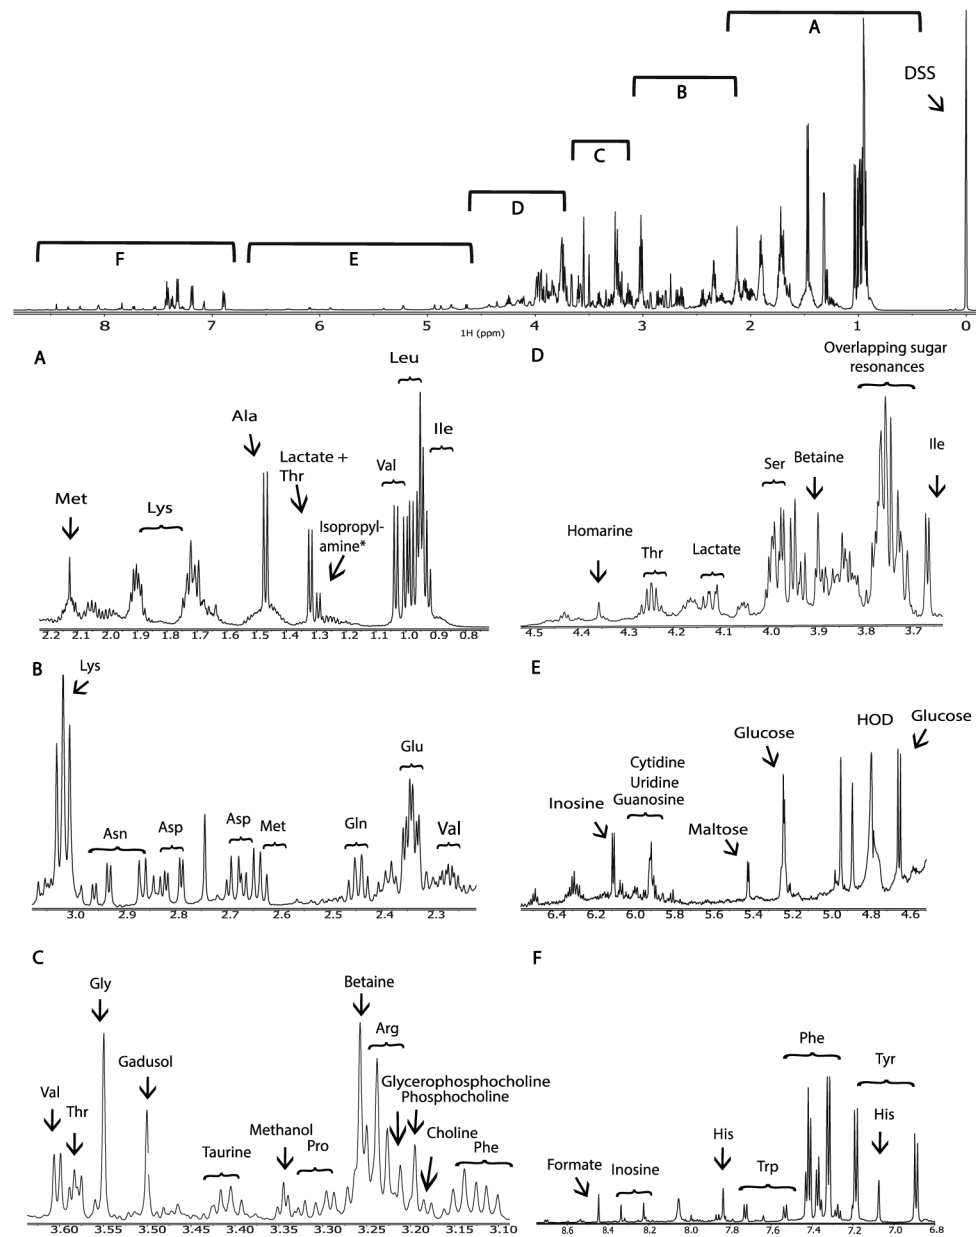 A
DSS
B
C
D
F
E
8 7 6 5 4 3 2 1 0
1H (ppm)
A
Leu
Ala
Ile
Lactate +
Thr
Val
Met
Lys
Isopropyl-
amine*
2.2 2.1 2.0 1.9 1.8 1.7 1.6 1.5 1.4 1.3 1.2 1.1 1.0 0.9 0.8
D
Overlapping sugar
resonances
Ser
Betaine
Ile
Homarine
Thr
Lactate
4.5 4.4 4.3 4.2 4.1 4.0 3.9 3.8 3.7
B
Lys
Glu
Asn
Asp
Asp
Met
Gln
Val
3.0 2.9 2.8 2.7 2.6 2.5 2.4 2.3
E
Glucose
HOD
Glucose
Cytidine
Uridine
Guanosine
Inosine
Maltose
6.4 6.2 6.0 5.8 5.6 5.4 5.2 5.0 4.8 4.6
C
Gly
Betaine
Gadusol
Arg
Val
Thr
Glycerophosphocholine
Phosphocholine
Methanol
Pro
Choline
Taurine
Phe
3.60 3.55 3.50 3.45 3.40 3.35 3.30 3.25 3.20 3.15 3.10
F
Phe
Tyr
His
His
Formate
Inosine
Trp
8.6 8.4 8.2 8.0 7.8 7.6 7.4 7.2 7.0 6.8